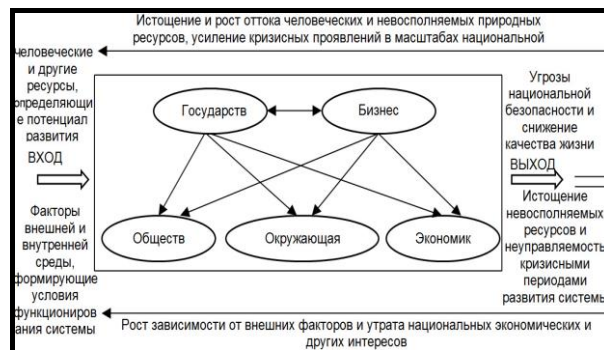 Истощение и рост оттока человеческих и невосполняемых природных
ресурсов, усиление кризисных проявлений в масштабах национальной
человеческие
и другие
ресурсы,
определяющи
е потенциал
развития
ВХОД
Факторы
внешней и
внутренней
среды,
формирующие
условия
функциониров
ания системы
Государств
Бизнес
Обществ
Окружающая
Экономик
Угрозы
национальной
безопасности и
снижение
качества жизни
ВЫХОД
Истощение
невосполняемых
ресурсов и
неуправляемость
кризисными
периодами
развития системы
Рост зависимости от внешних факторов и утрата национальных экономических и
других интересов